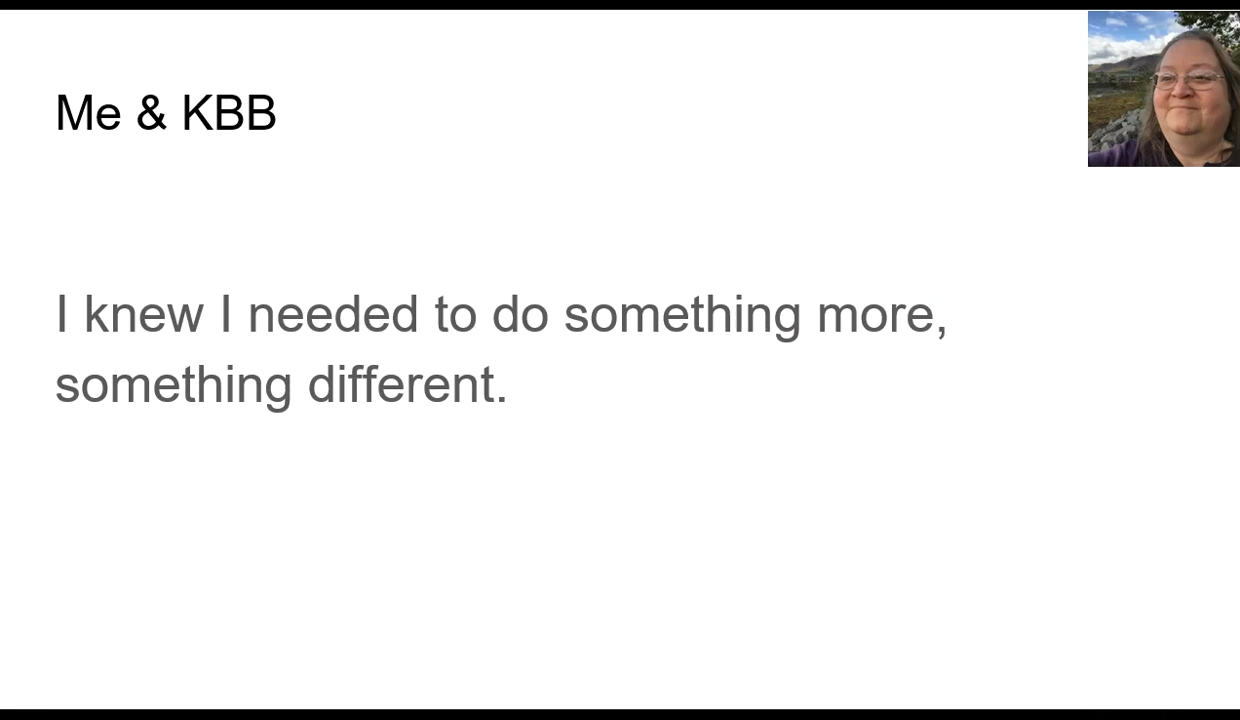 Me & KBB
I knew I needed to do something more,
something different.